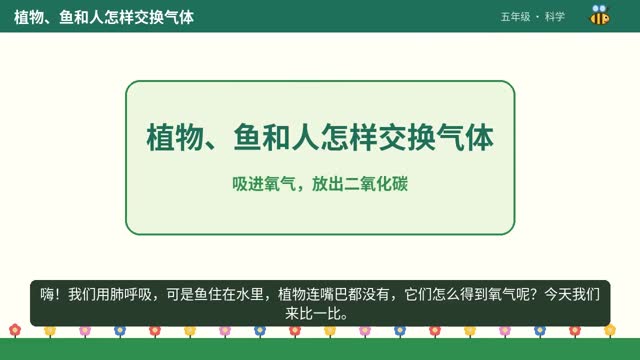 植物、鱼和人怎样交换气体
五年级 · 科学
植物、鱼和人怎样交换气体
吸进氧气，放出二氧化碳
嗨！我们用肺呼吸，可是鱼住在水里，植物连嘴巴都没有，它们怎么得到氧气呢？今天我们
来比一比。